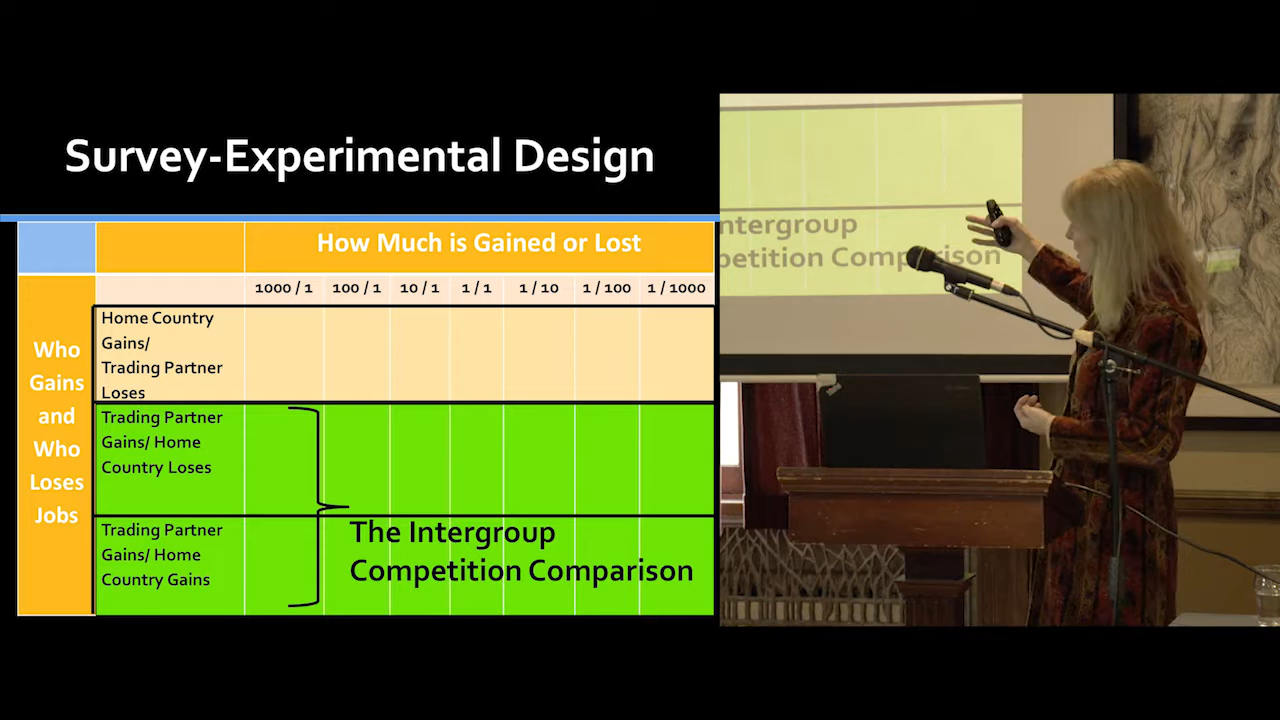 Survey-Experimental Design
How Much is Gained or Lost
1000 / 1 100 / 1 10 / 1 1 / 1 1 / 10 1 / 100 1 / 1000
Who
Gains
and
Who
Loses
Jobs
Home Country
Gains/
Trading Partner
Loses
Trading Partner
Gains/ Home
Country Loses
Trading Partner
Gains/ Home
Country Gains
The Intergroup
Competition Comparison
ntergroup
petition Comparison